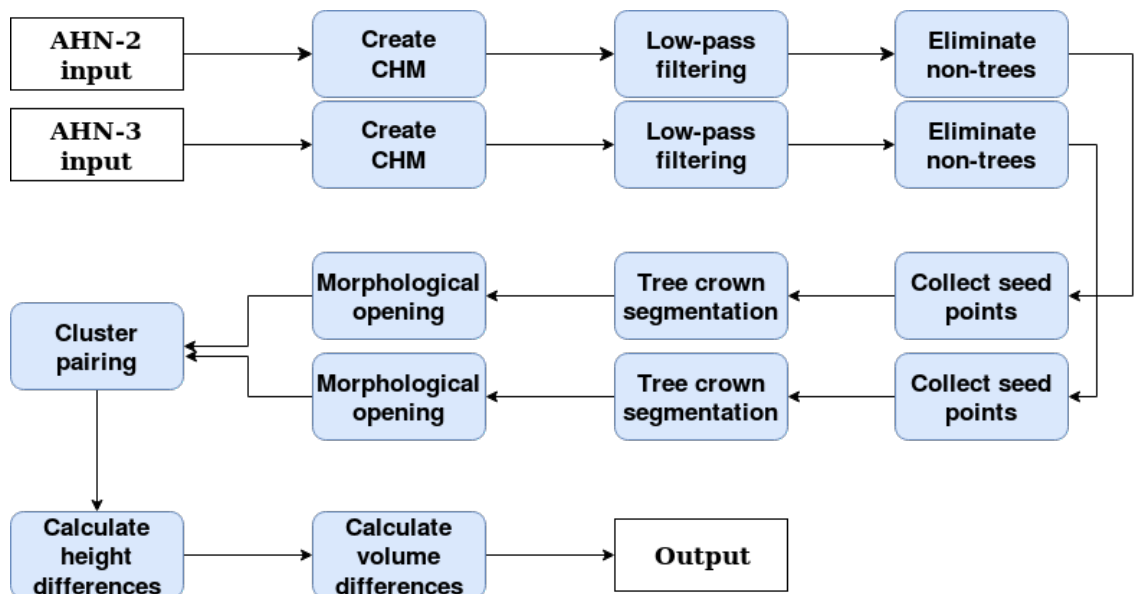 AHN-2
input
Create
CHM
Low-pass
filtering
Eliminate
non-trees
AHN-3
input
Create
CHM
Low-pass
filtering
Eliminate
non-trees
Morphological
opening
Tree crown
segmentation
Collect seed
points
Cluster
pairing
Morphological
opening
Tree crown
segmentation
Collect seed
points
Calculate
height
differences
Calculate
volume
differences
Output